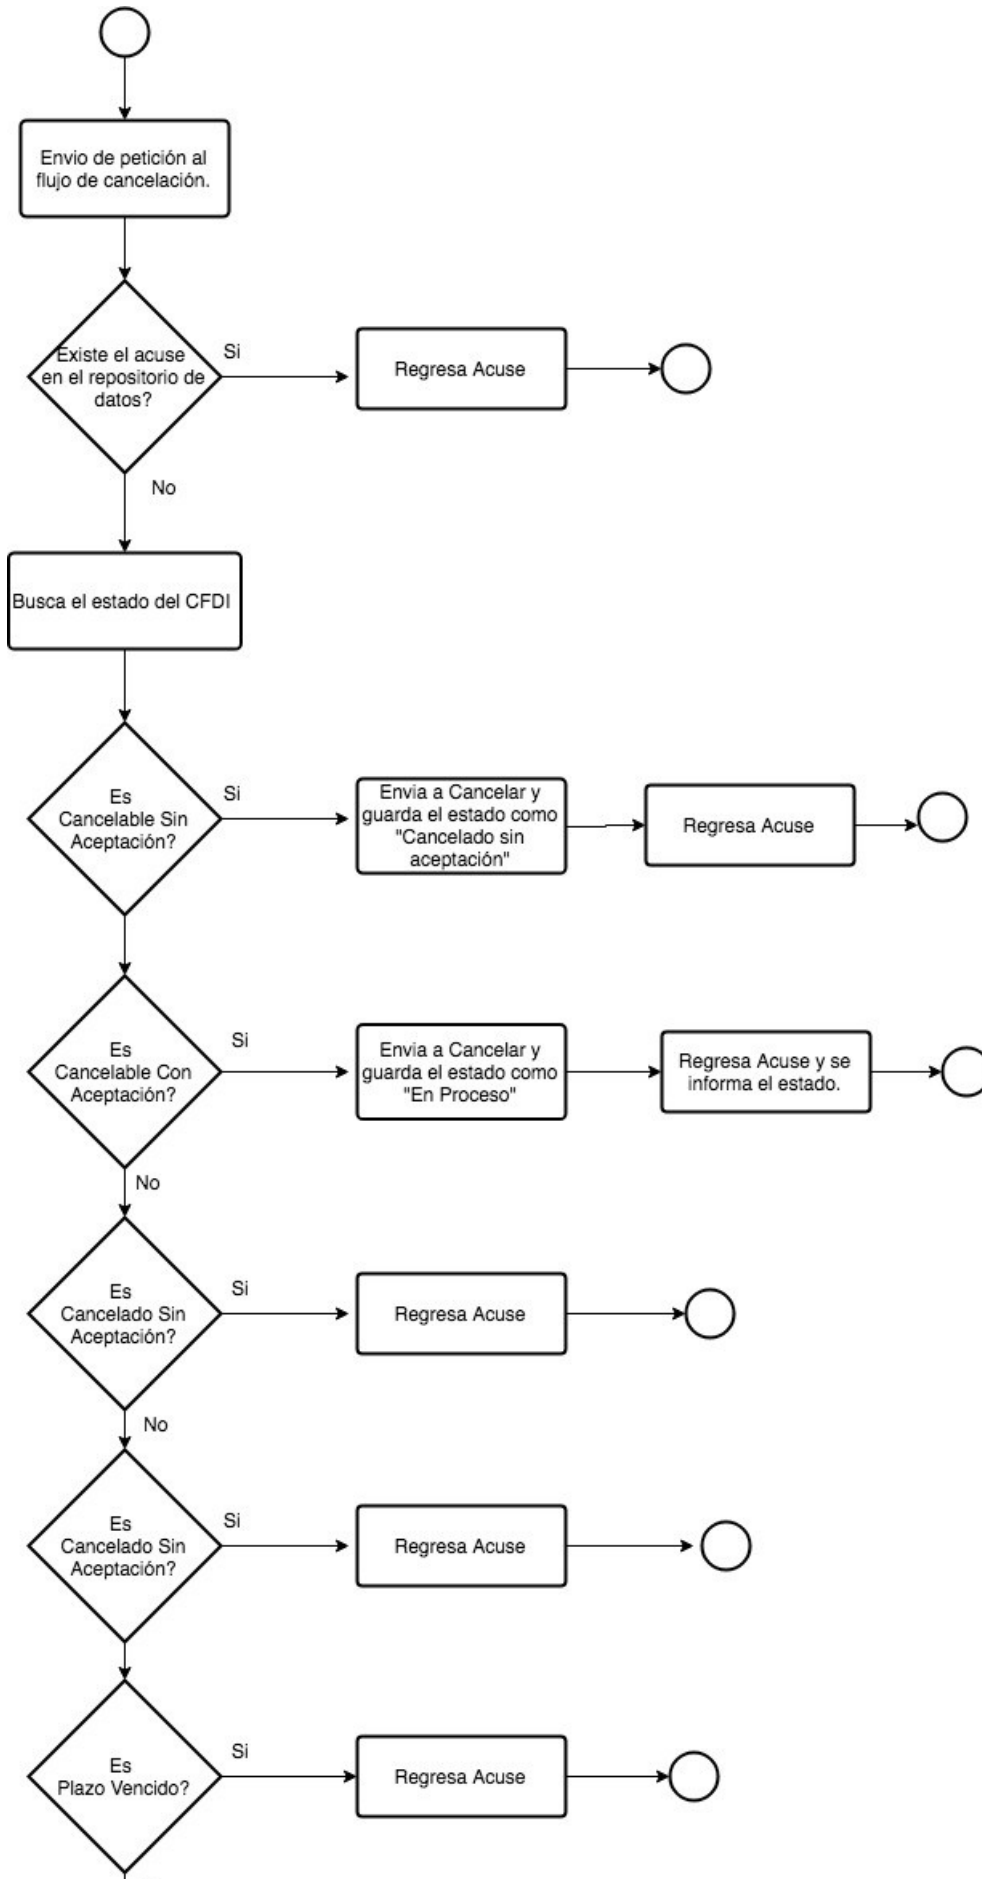 Envio de petición al
flujo de cancelación.
Existe el acuse
en el repositorio de
datos?
Si
Regresa Acuse
No
Busca el estado del CFDI
Es
Cancelable Sin
Aceptación?
Si
Envia a Cancelar y
guarda el estado como
"Cancelado sin
aceptación"
Regresa Acuse
Es
Cancelable Con
Aceptación?
Si
Envia a Cancelar y
guarda el estado como
"En Proceso"
Regresa Acuse y se
informa el estado.
No
Es
Cancelado Sin
Aceptación?
Si
Regresa Acuse
No
Es
Cancelado Sin
Aceptación?
Si
Regresa Acuse
Es
Plazo Vencido?
Si
Regresa Acuse